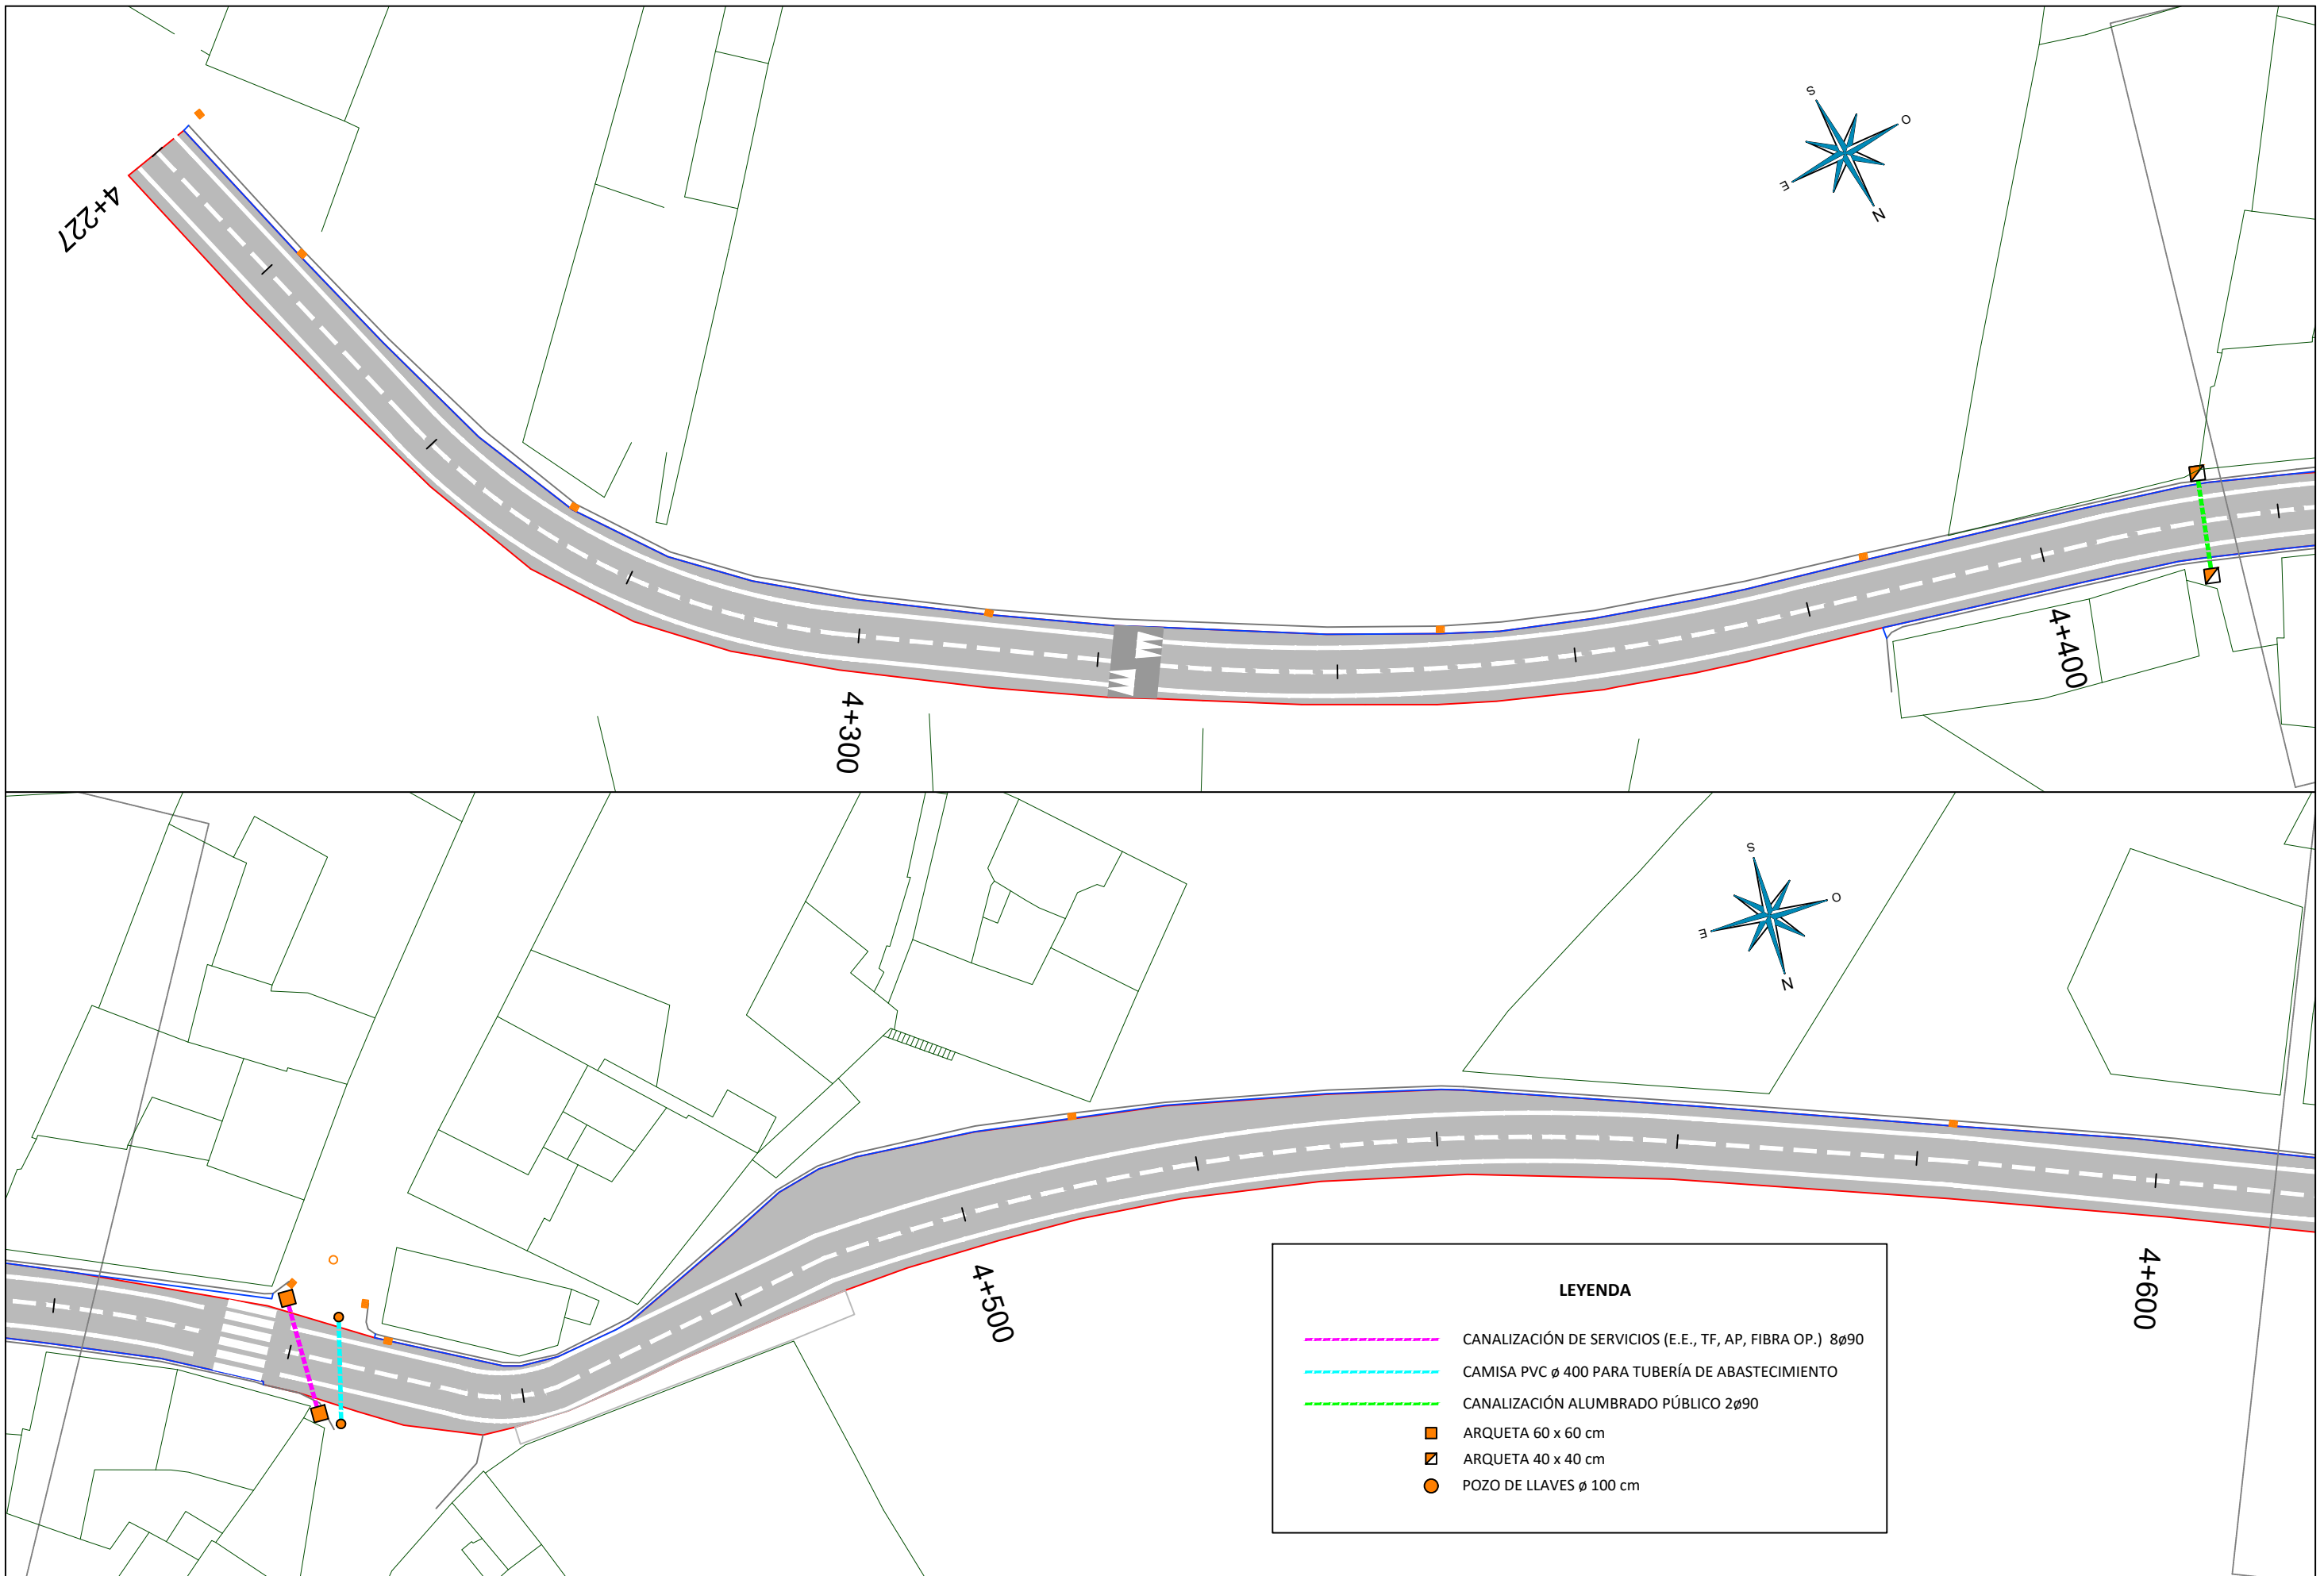 S
O
E
N
4+227
4+300
4+400
S
O
E
N
4+500
4+600
LEYENDA
CANALIZACIÓN DE SERVICIOS (E.E., TF, AP, FIBRA OP.) 8ø90
CAMISA PVC ø 400 PARA TUBERÍA DE ABASTECIMIENTO
CANALIZACIÓN ALUMBRADO PÚBLICO 2ø90
ARQUETA 60 x 60 cm
ARQUETA 40 x 40 cm
POZO DE LLAVES ø 100 cm